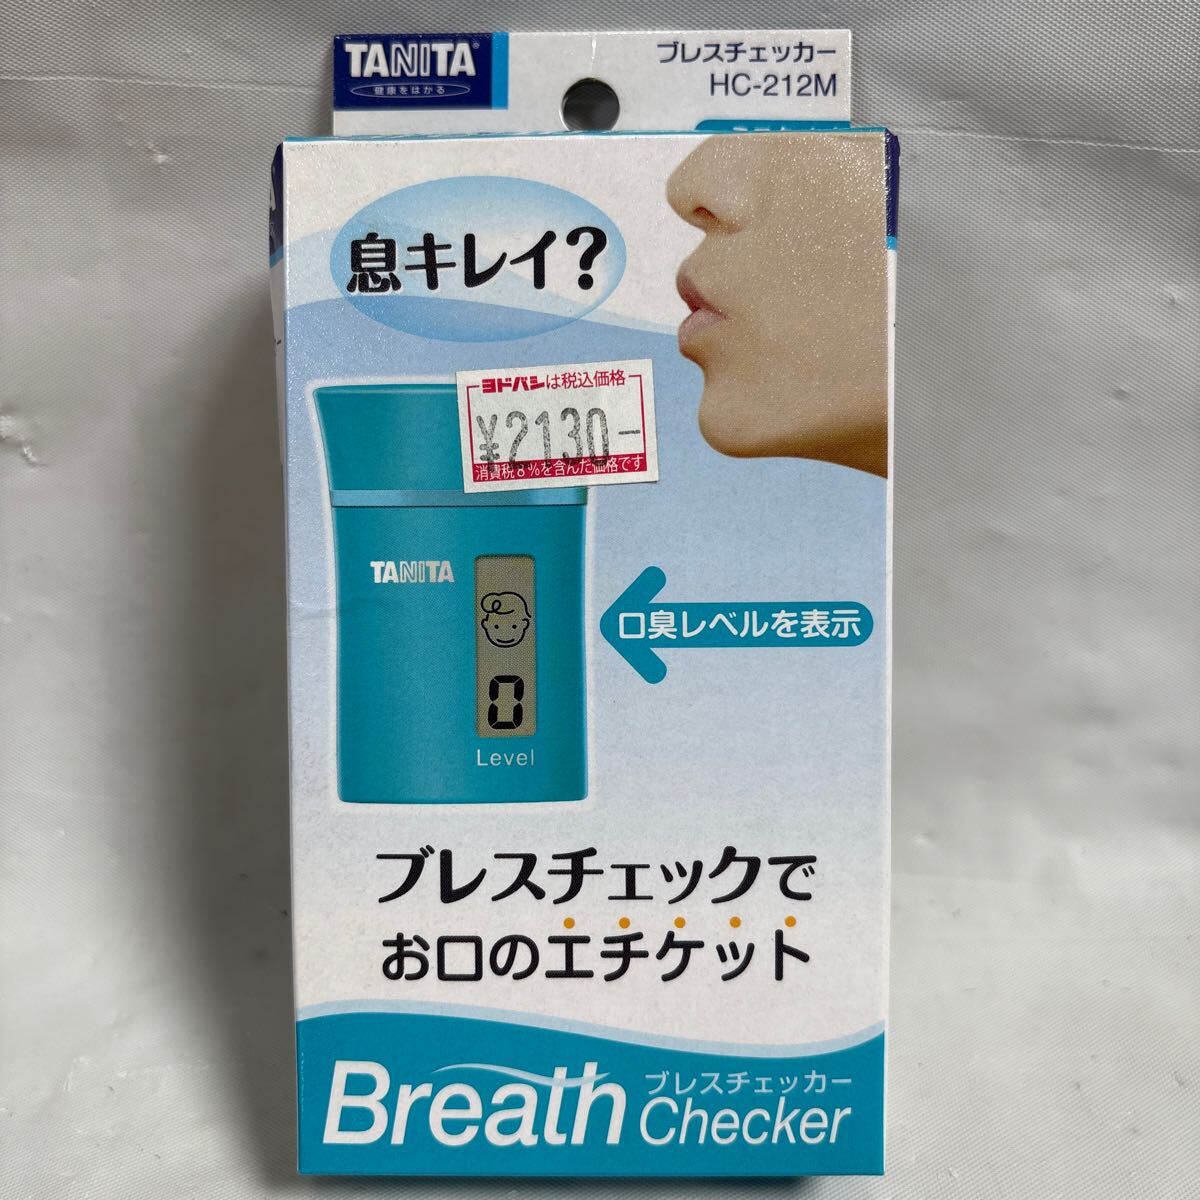 TANITA
健康をはかる
ブレスチェッカー
HC-212M
息キレイ?
ヨドバシは税込価格
¥2130-
消費税8%を含んだ価格です
TANITA
0
Level
口臭レベルを表示
ブレスチェックで
お口のエチケット
Breath
ブレスチェッカー
Checker